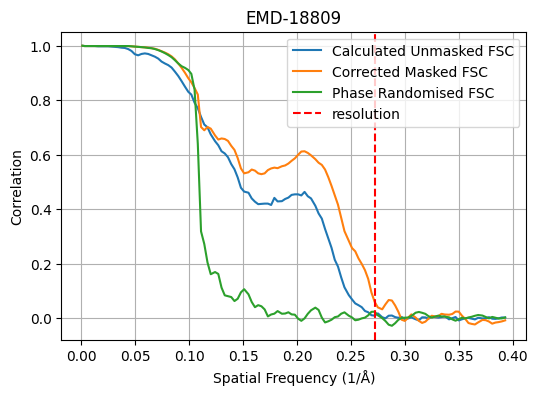 EMD-18809
Calculated Unmasked FSC
Corrected Masked FSC
Phase Randomised FSC
resolution
Correlation
1.0
0.8
0.6
0.4
0.2
0.0
0.00 0.05 0.10 0.15 0.20 0.25 0.30 0.35 0.40
Spatial Frequency (1/Å)